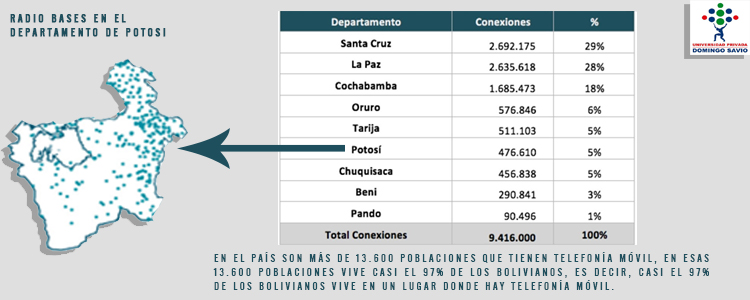 RADIO BASES EN EL
DEPARTAMENTO DE POTOSI
Departamento Conexiones %
Santa Cruz 2.692.175 29%
La Paz 2.635.618 28%
Cochabamba 1.685.473 18%
Oruro 576.846 6%
Tarija 511.103 5%
Potosí 476.610 5%
Chuquisaca 456.838 5%
Beni 290.841 3%
Pando 90.496 1%
Total Conexiones 9.416.000 100%
UNIVERSIDAD PRIVADA
DOMINGO SAVIO
EN EL PAÍS SON MÁS DE 13.600 POBLACIONES QUE TIENEN TELEFONÍA MÓVIL, EN ESAS
13.600 POBLACIONES VIVE CASI EL 97% DE LOS BOLIVIANOS, ES DECIR, CASI EL 97%
DE LOS BOLIVIANOS VIVE EN UN LUGAR DONDE HAY TELEFONÍA MÓVIL.